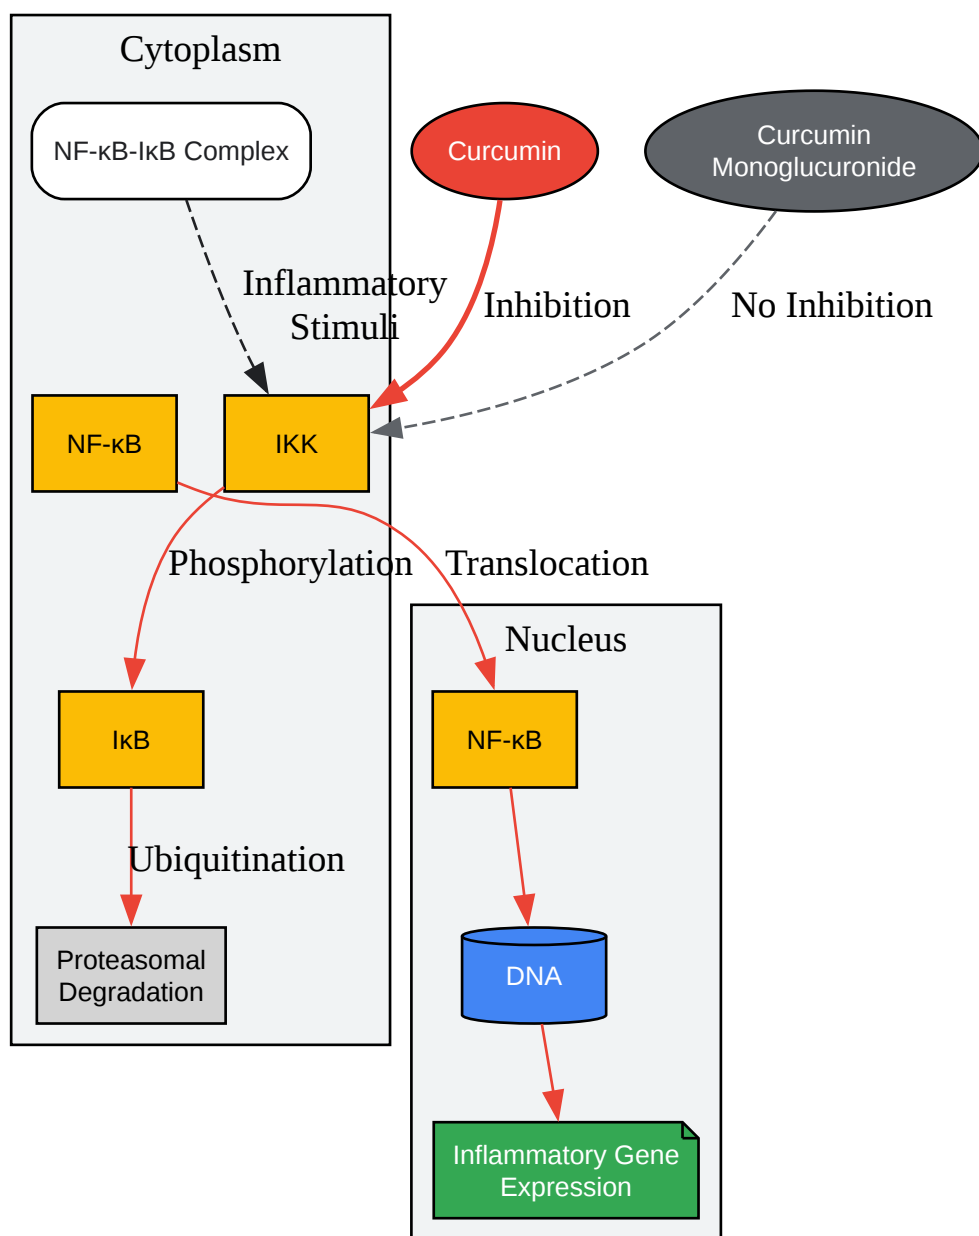 Cytoplasm
NF-κB-IκB Complex
Curcumin
Curcumin
Monoglucuronide
Inflammatory
Stimuli
Inhibition
No Inhibition
NF-κB
IKK
Phosphorylation
Translocation
Nucleus
IκB
NF-κB
Ubiquitination
Proteasomal
Degradation
DNA
Inflammatory Gene
Expression